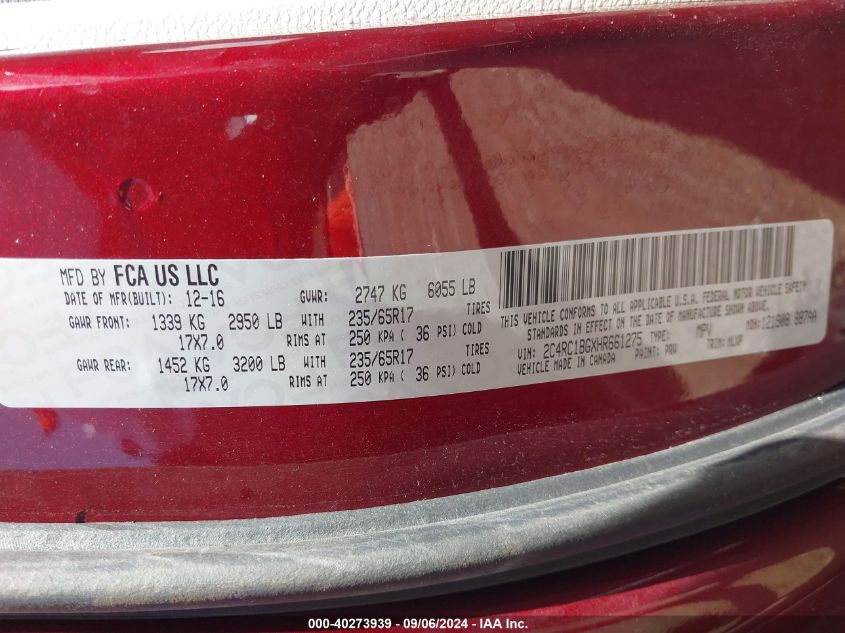 MFD BY FCA US LLC
DATE OF MFR(BUILT): 12-16 GVWR: 2747 KG 6055 LB
GAWR FRONT: 1339 KG 2950 LB WITH 235/65R17 TIRES
17X7.0 RIMS AT 250 KPA ( 36 PSI) COLD
GAWR REAR: 1452 KG 3200 LB WITH 235/65R17 TIRES
17X7.0 RIMS AT 250 KPA ( 36 PSI) COLD
THIS VEHICLE CONFORMS TO ALL APPLICABLE U.S.A. FEDERAL MOTOR VEHICLE SAFETY
STANDARDS IN EFFECT ON THE DATE OF MANUFACTURE SHOWN ABOVE.
VIN: 2C4RC1BGXHR661275 TYPE: MPV MDH:
VEHICLE MADE IN CANADA PAINT: PRV TRIM:
000-40273939 - 09/06/2024 - IAA Inc.